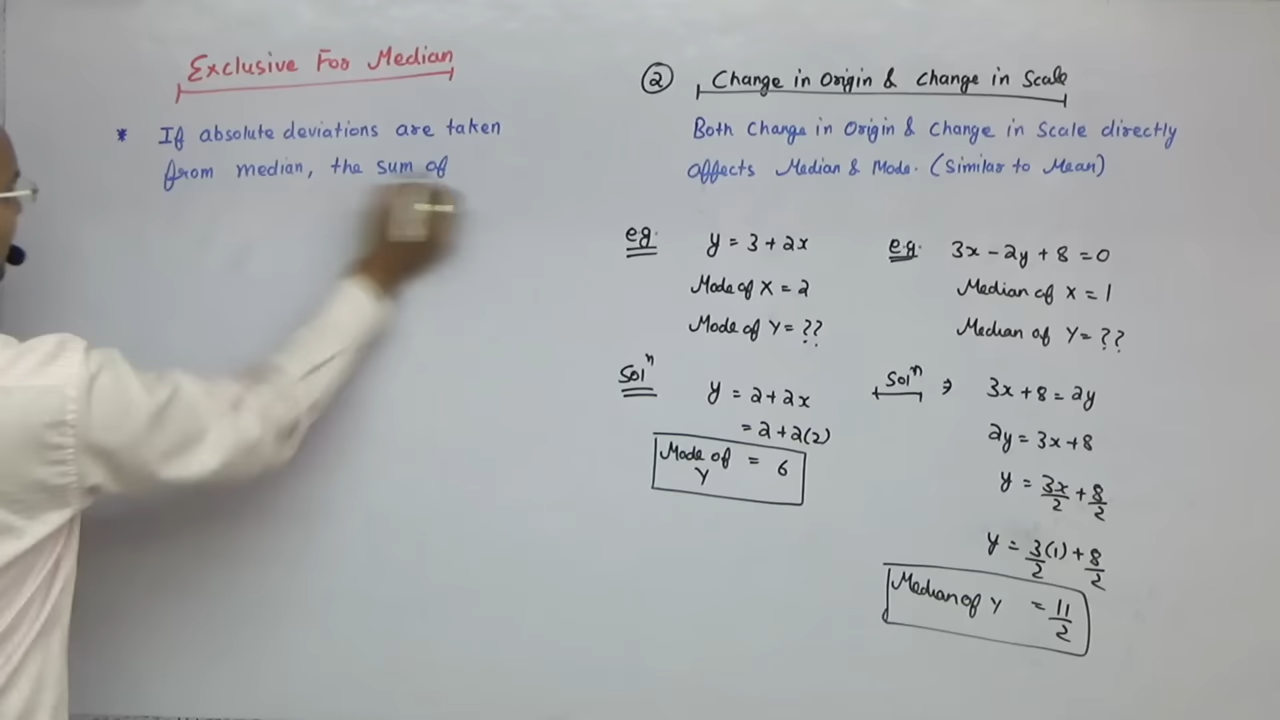 Exclusive For Median
* If absolute deviations are taken
from median, the sum of
② Change in Origin & Change in Scale
Both Change in Origin & Change in Scale directly
affects Median & Mode. (Similar to Mean)
eg. y = 3 + 2x
Mode of X = 2
Mode of Y = ??
Solⁿ y = 2 + 2x
= 2 + 2(2)
Mode of Y = 6
e.g. 3x - 2y + 8 = 0
Median of X = 1
Median of Y = ??
Solⁿ ⇒ 3x + 8 = 2y
2y = 3x + 8
y = 3x/2 + 8/2
y = 3/2 (1) + 8/2
Median of Y = 11/2